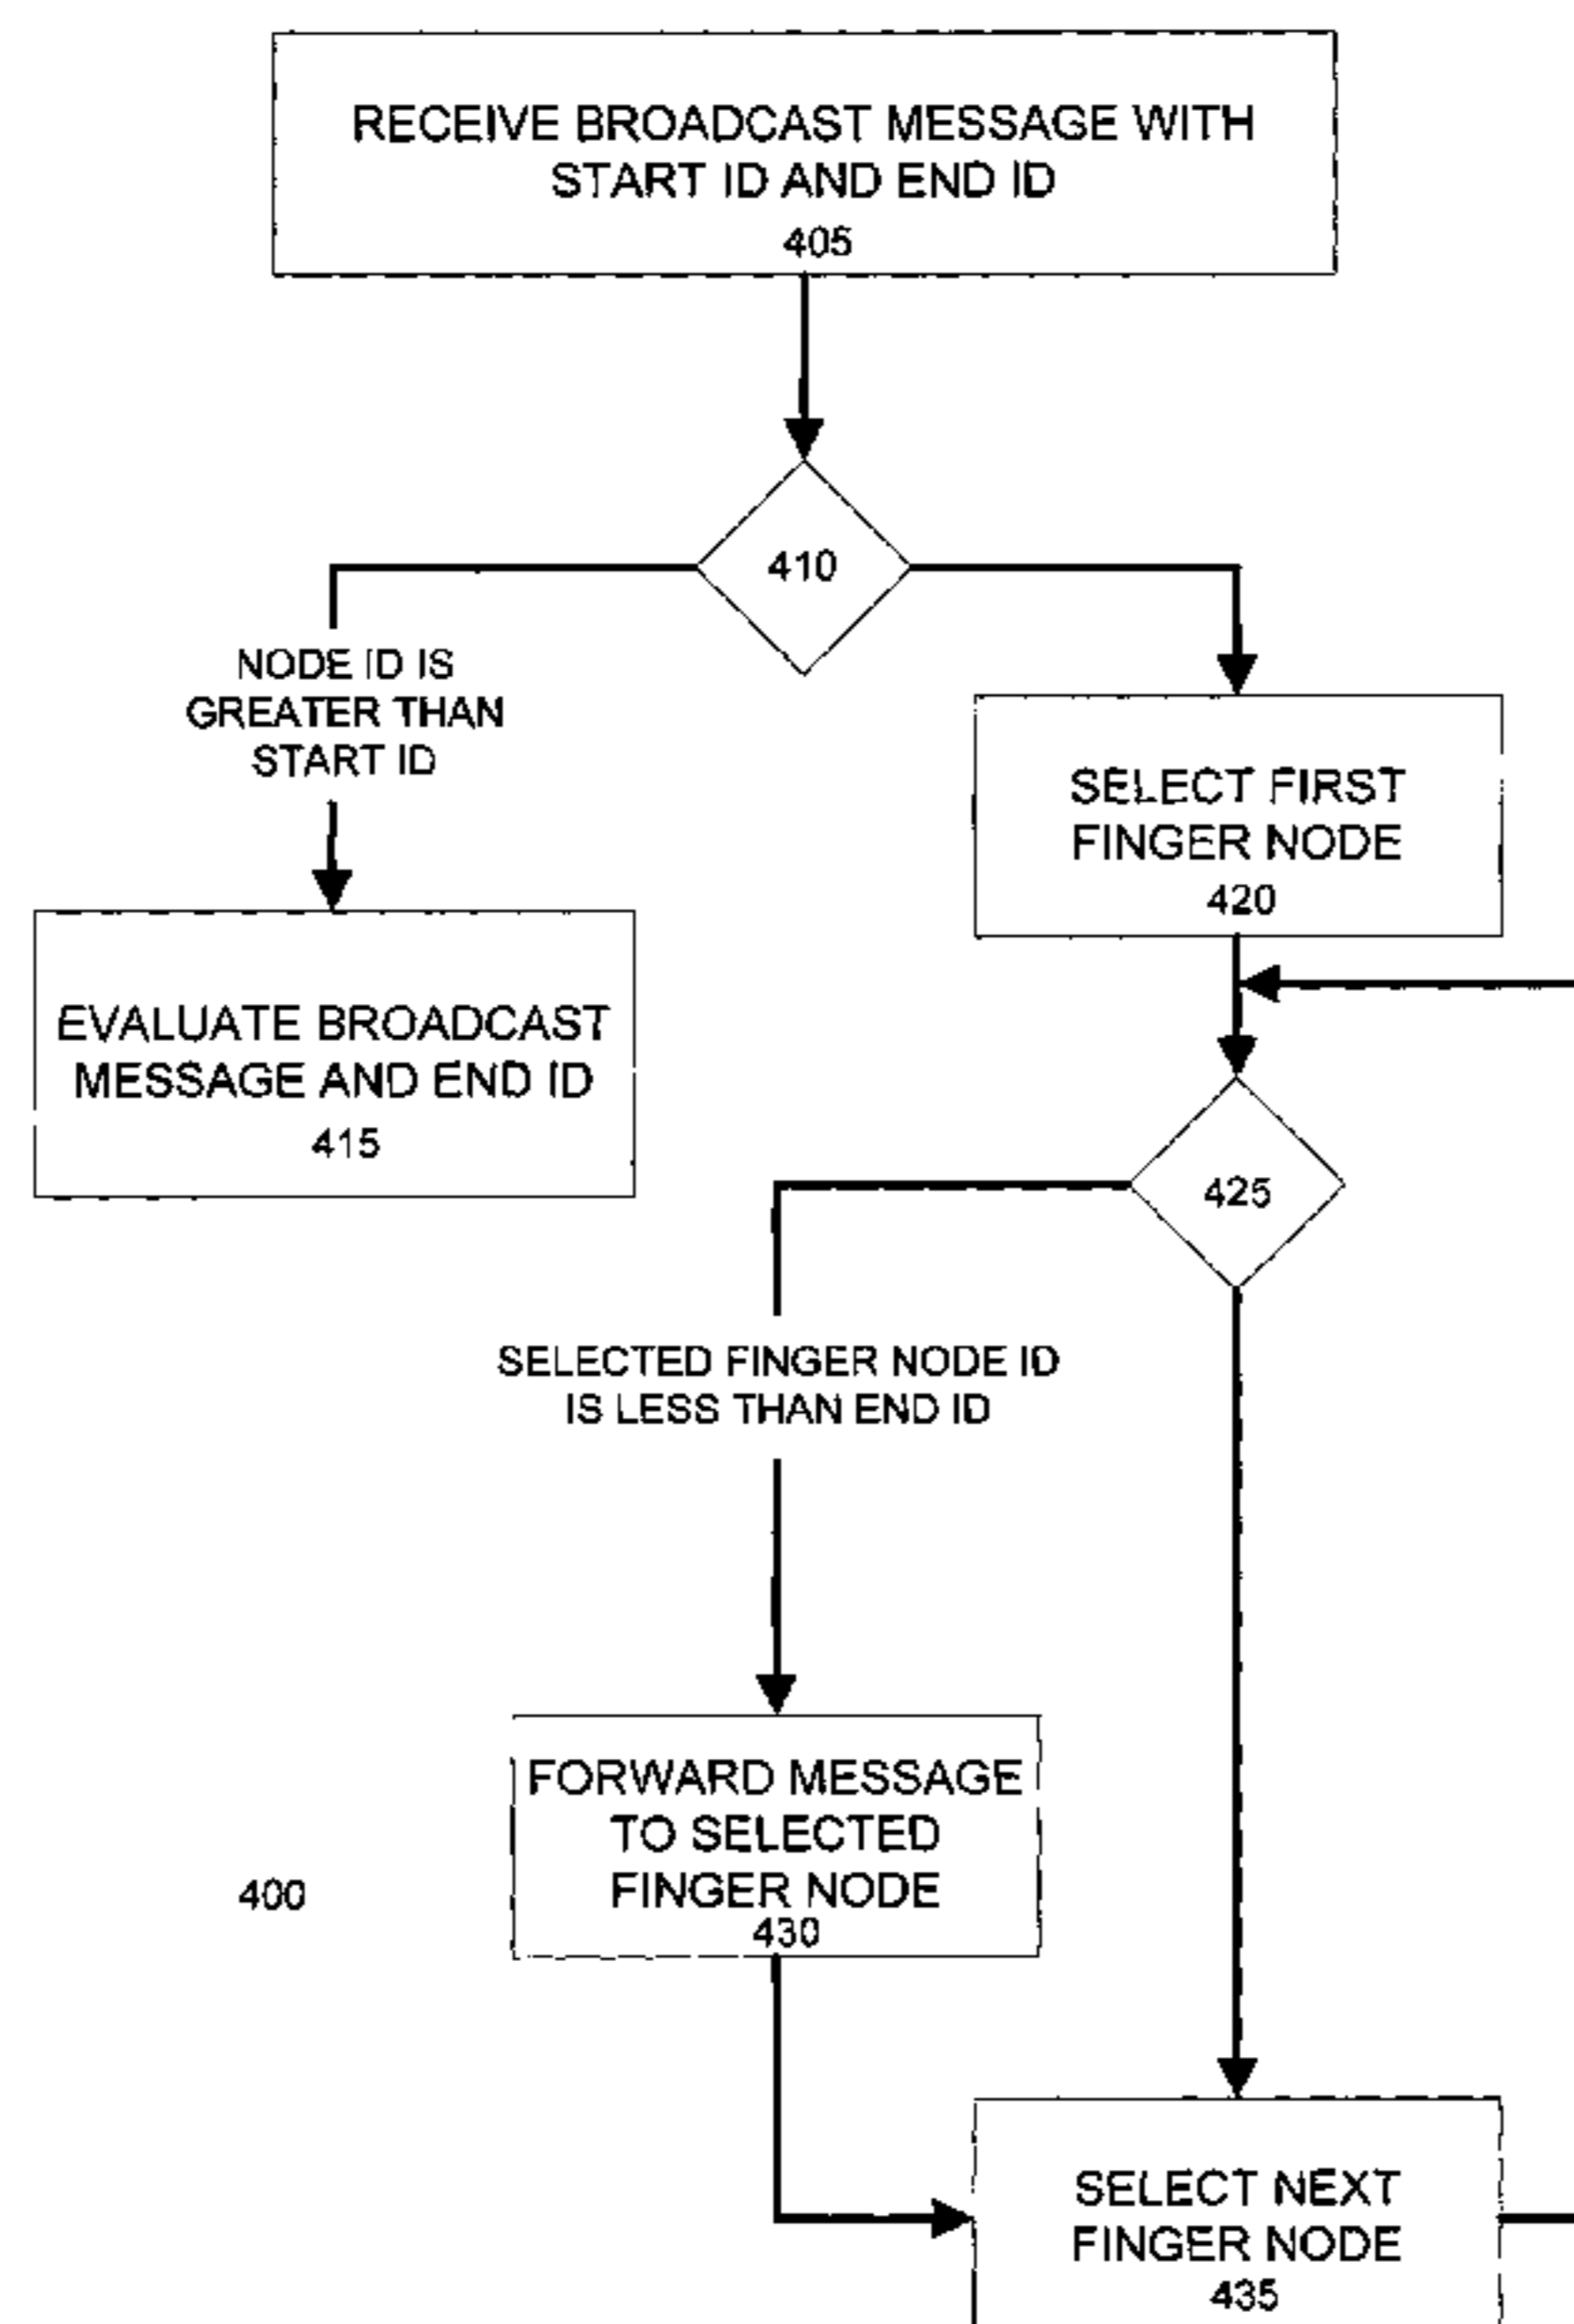 RECEIVE BROADCAST MESSAGE WITH
START ID AND END ID
405
410
NODE ID IS
GREATER THAN
START ID
SELECT FIRST
FINGER NODE
420
EVALUATE BROADCAST
MESSAGE AND END ID
415
425
SELECTED FINGER NODE ID
IS LESS THAN END ID
FORWARD MESSAGE
TO SELECTED
FINGER NODE
430
400
SELECT NEXT
FINGER NODE
435